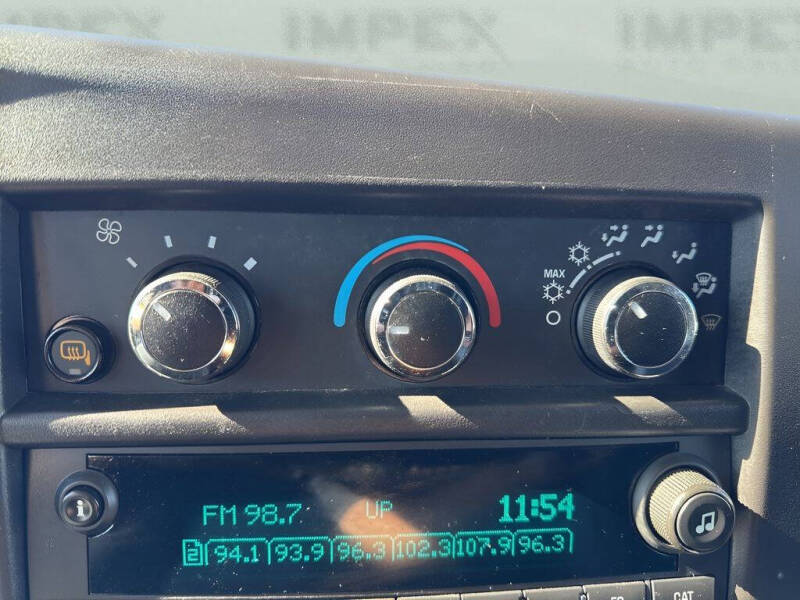 IMPEX IMPEX
MAX
FM 98.7 UP 11:54
2 94.1 93.9 96.3 102.3 107.9 96.3
i
CAT